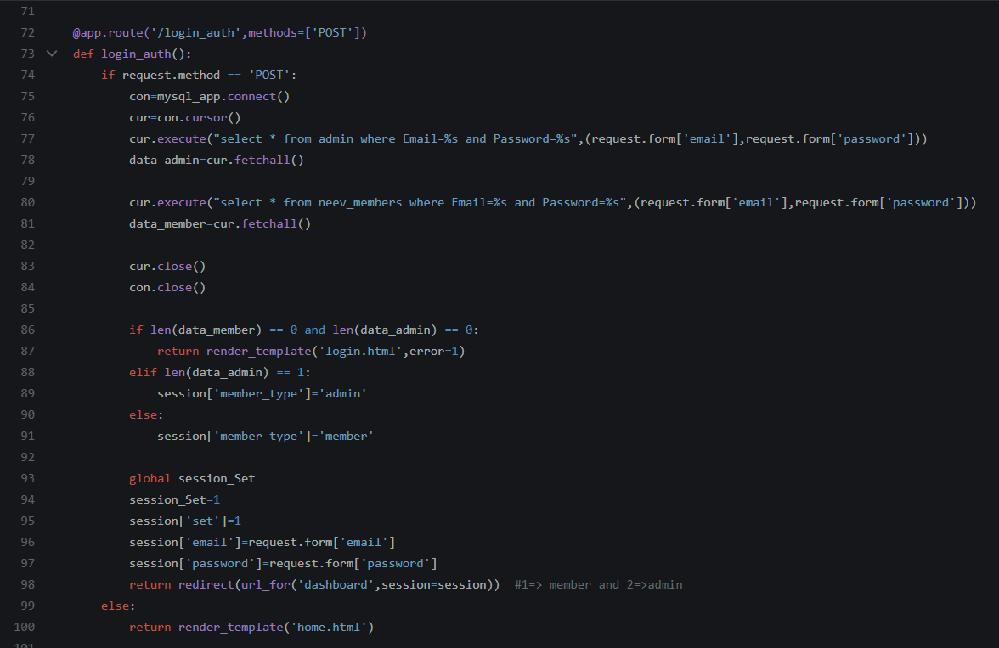 71
72 @app.route('/login_auth',methods=['POST'])
73 def login_auth():
74 if request.method == 'POST':
75 con=mysql_app.connect()
76 cur=con.cursor()
77 cur.execute("select * from admin where Email=%s and Password=%s",(request.form['email'],request.form['password']))
78 data_admin=cur.fetchall()
79
80 cur.execute("select * from neev_members where Email=%s and Password=%s",(request.form['email'],request.form['password']))
81 data_member=cur.fetchall()
82
83 cur.close()
84 con.close()
85
86 if len(data_member) == 0 and len(data_admin) == 0:
87 return render_template('login.html',error=1)
88 elif len(data_admin) == 1:
89 session['member_type']='admin'
90 else:
91 session['member_type']='member'
92
93 global session_Set
94 session_Set=1
95 session['set']=1
96 session['email']=request.form['email']
97 session['password']=request.form['password']
98 return redirect(url_for('dashboard',session=session)) #1=> member and 2=>admin
99 else:
100 return render_template('home.html')
101